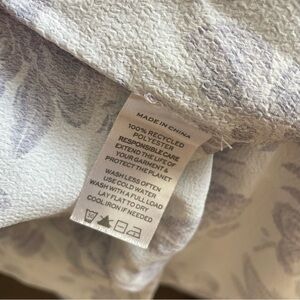 MADE IN CHINA
100% RECYCLED
POLYESTER
RESPONSIBLE CARE
EXTEND THE LIFE OF
YOUR GARMENT &
PROTECT THE PLANET
WASH LESS OFTEN
USE COLD WATER
WASH WITH A FULL LOAD
LAY FLAT TO DRY
COOL IRON IF NEEDED